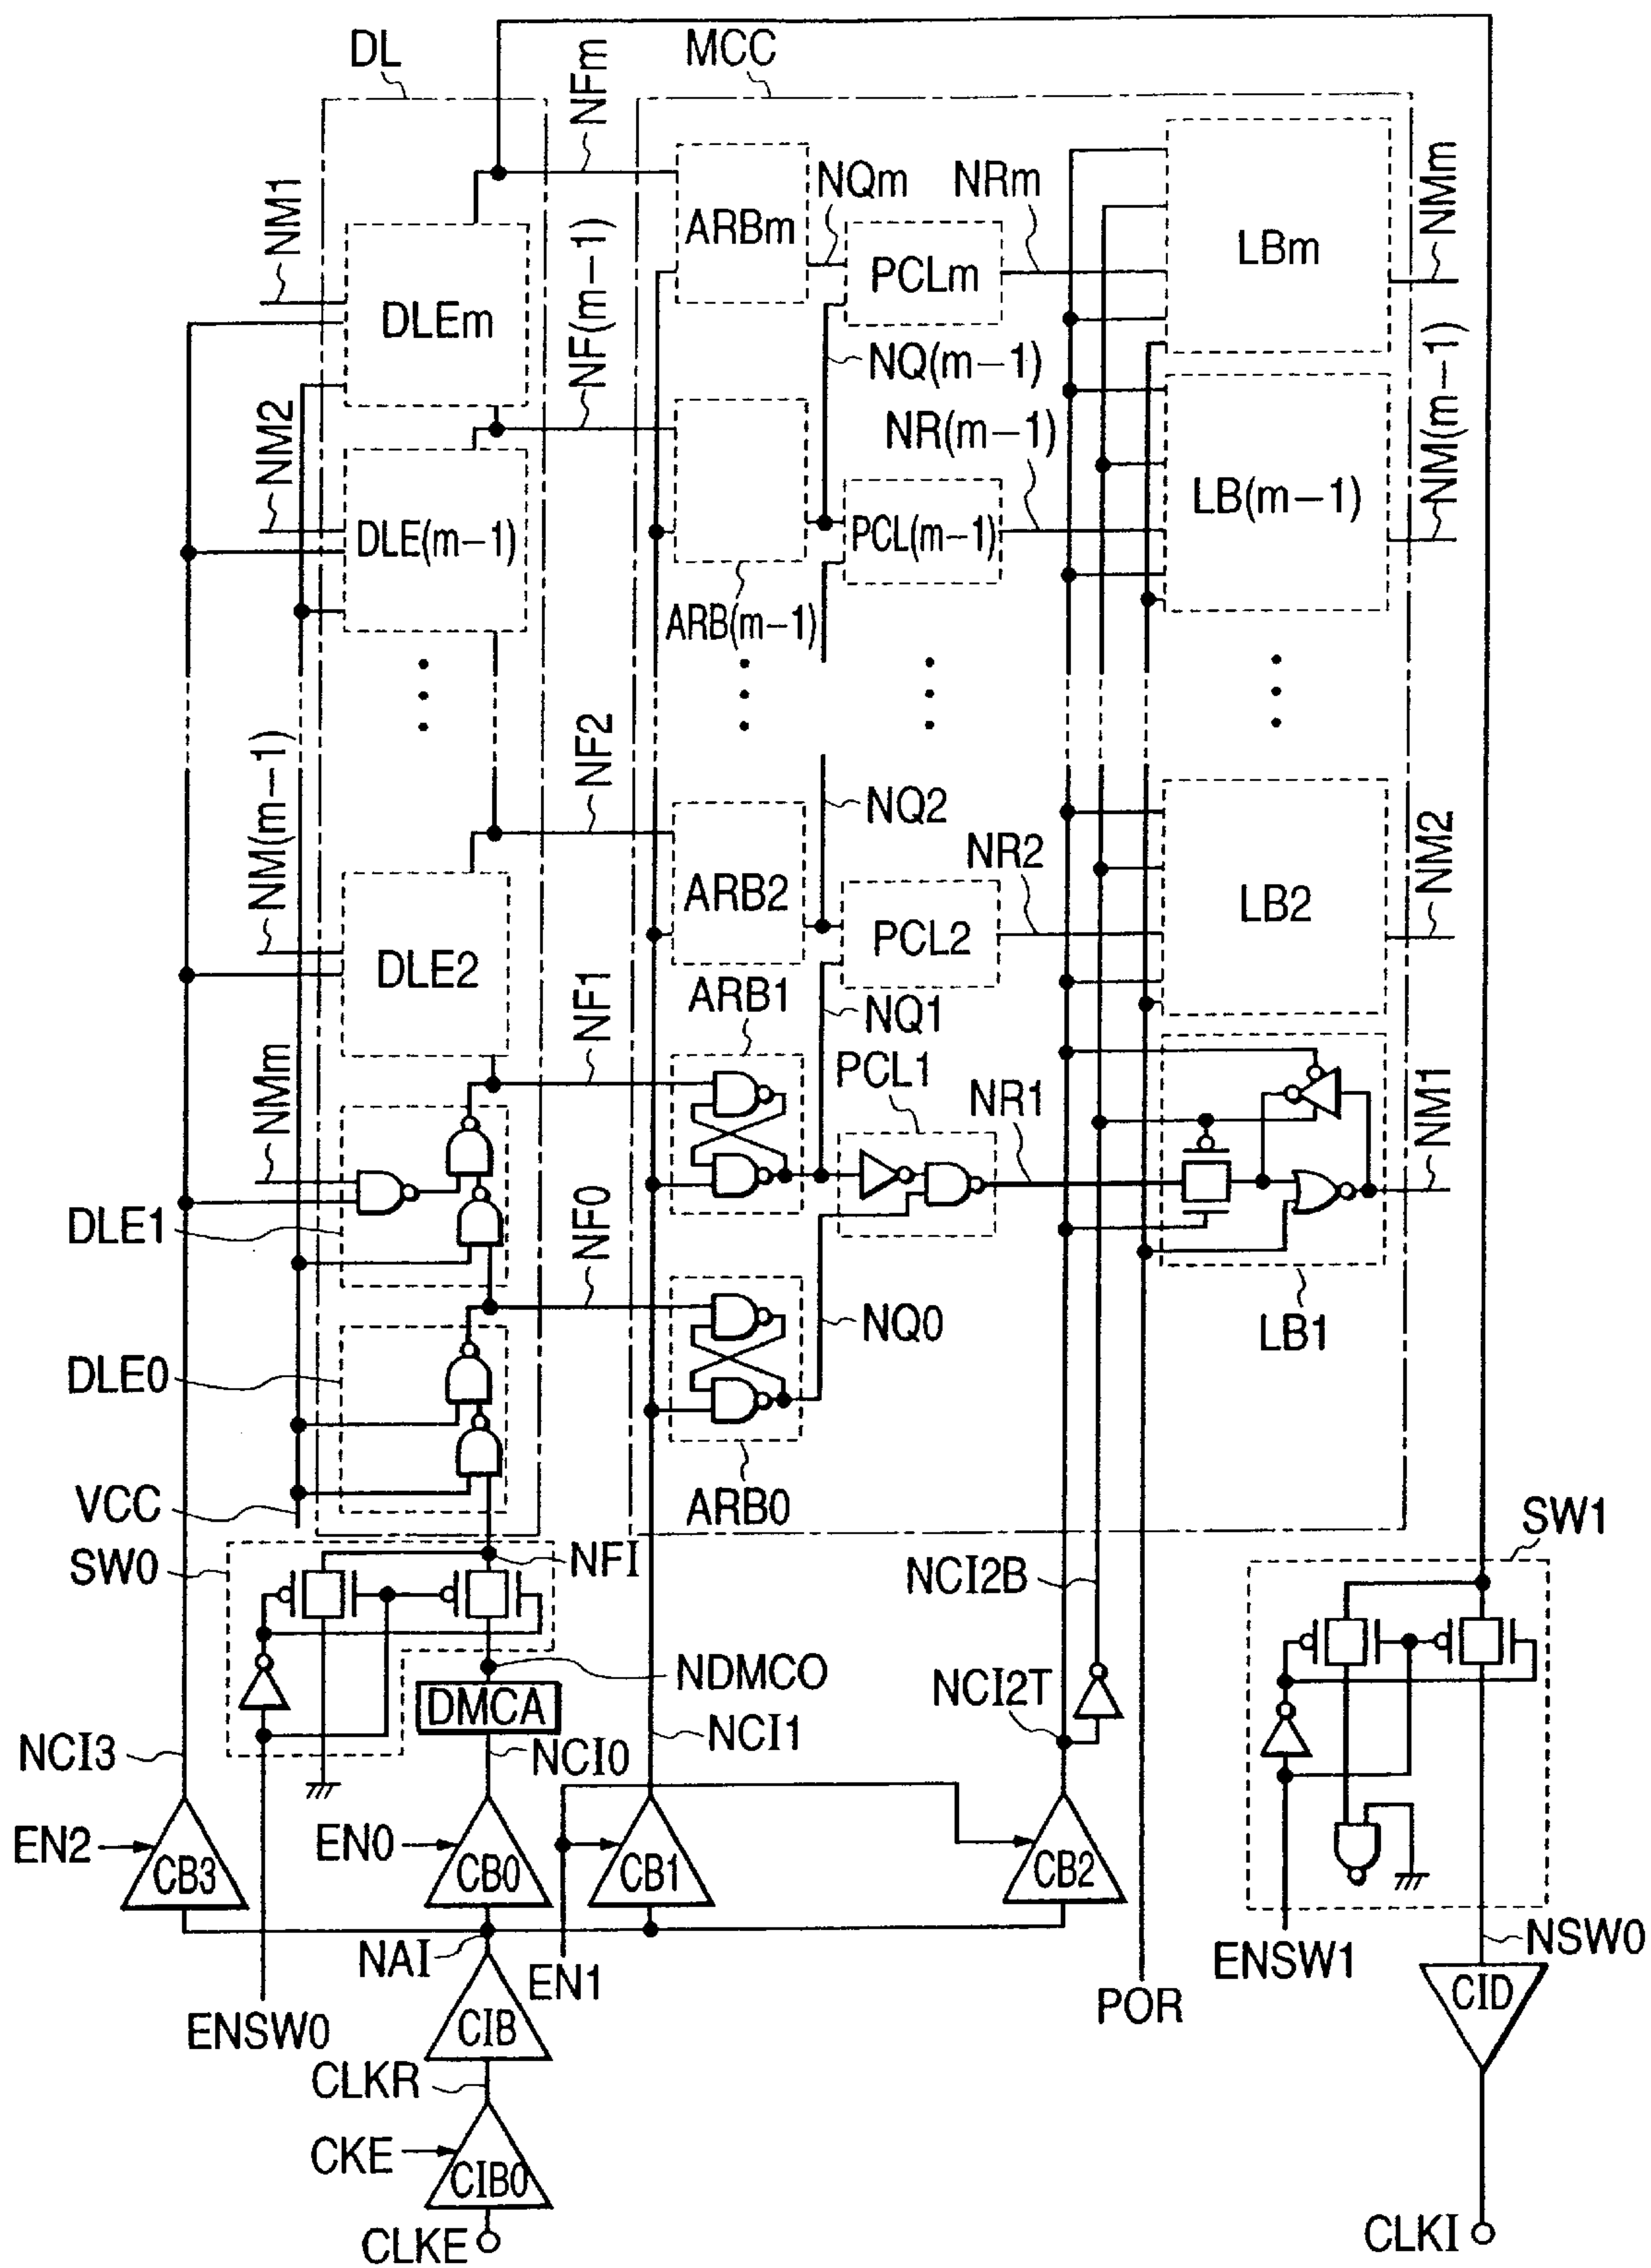 DL
MCC
NFm
NM1
ARBm
NQm
NRm
LBm
NMm
PCLm
DLEm
NF(m-1)
NQ(m-1)
NM2
NR(m-1)
NM(m-1)
LB(m-1)
DLE(m-1)
PCL(m-1)
ARB(m-1)
NM(m-1)
NF2
NQ2
NR2
NM2
ARB2
PCL2
LB2
DLE2
NF1
ARB1
NQ1
PCL1
NMm
NR1
NM1
DLE1
NF0
NQ0
LB1
DLE0
VCC
ARB0
SW1
SW0
NFI
NCI2B
NDMCO
NCI2T
DMCA
NCI3
NCI0
NCI1
EN2
CB3
EN0
CB0
CB1
CB2
NAI
EN1
ENSW1
NSW0
ENSW0
CIB
POR
CID
CLKR
CKE
CIB0
CLKE
CLKI